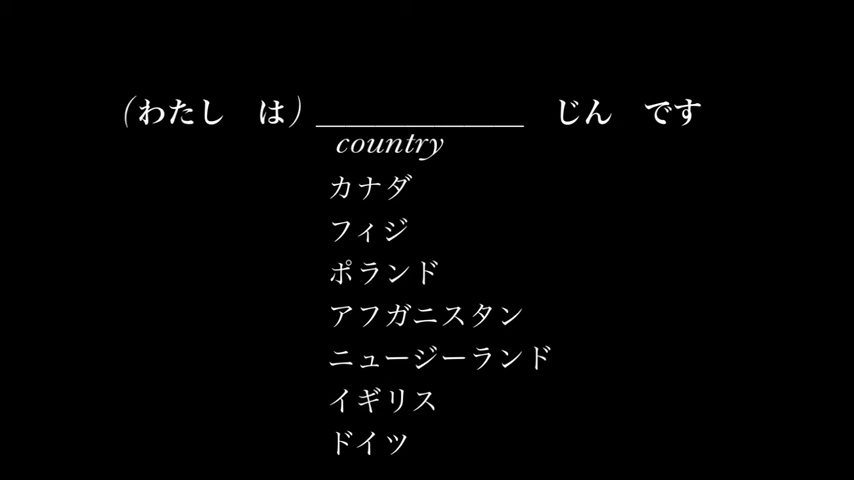 (わたし　は) ____________　じん　です
country
カナダ
フィジ
ポランド
アフガニスタン
ニュージーランド
イギリス
ドイツ